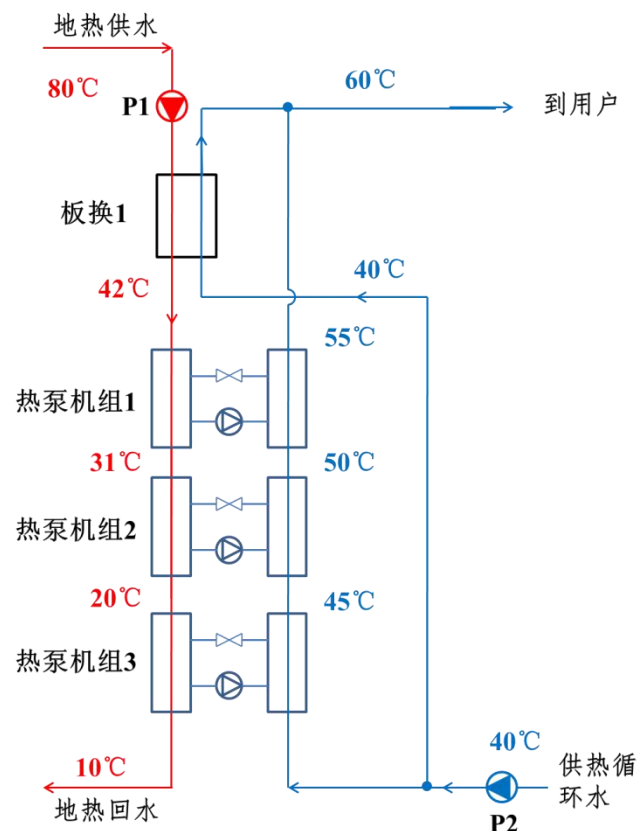 地热供水
80℃
P1
60℃
到用户
板换1
42℃
40℃
55℃
热泵机组1
31℃
50℃
热泵机组2
20℃
45℃
热泵机组3
10℃
地热回水
40℃
供热循
环水
P2